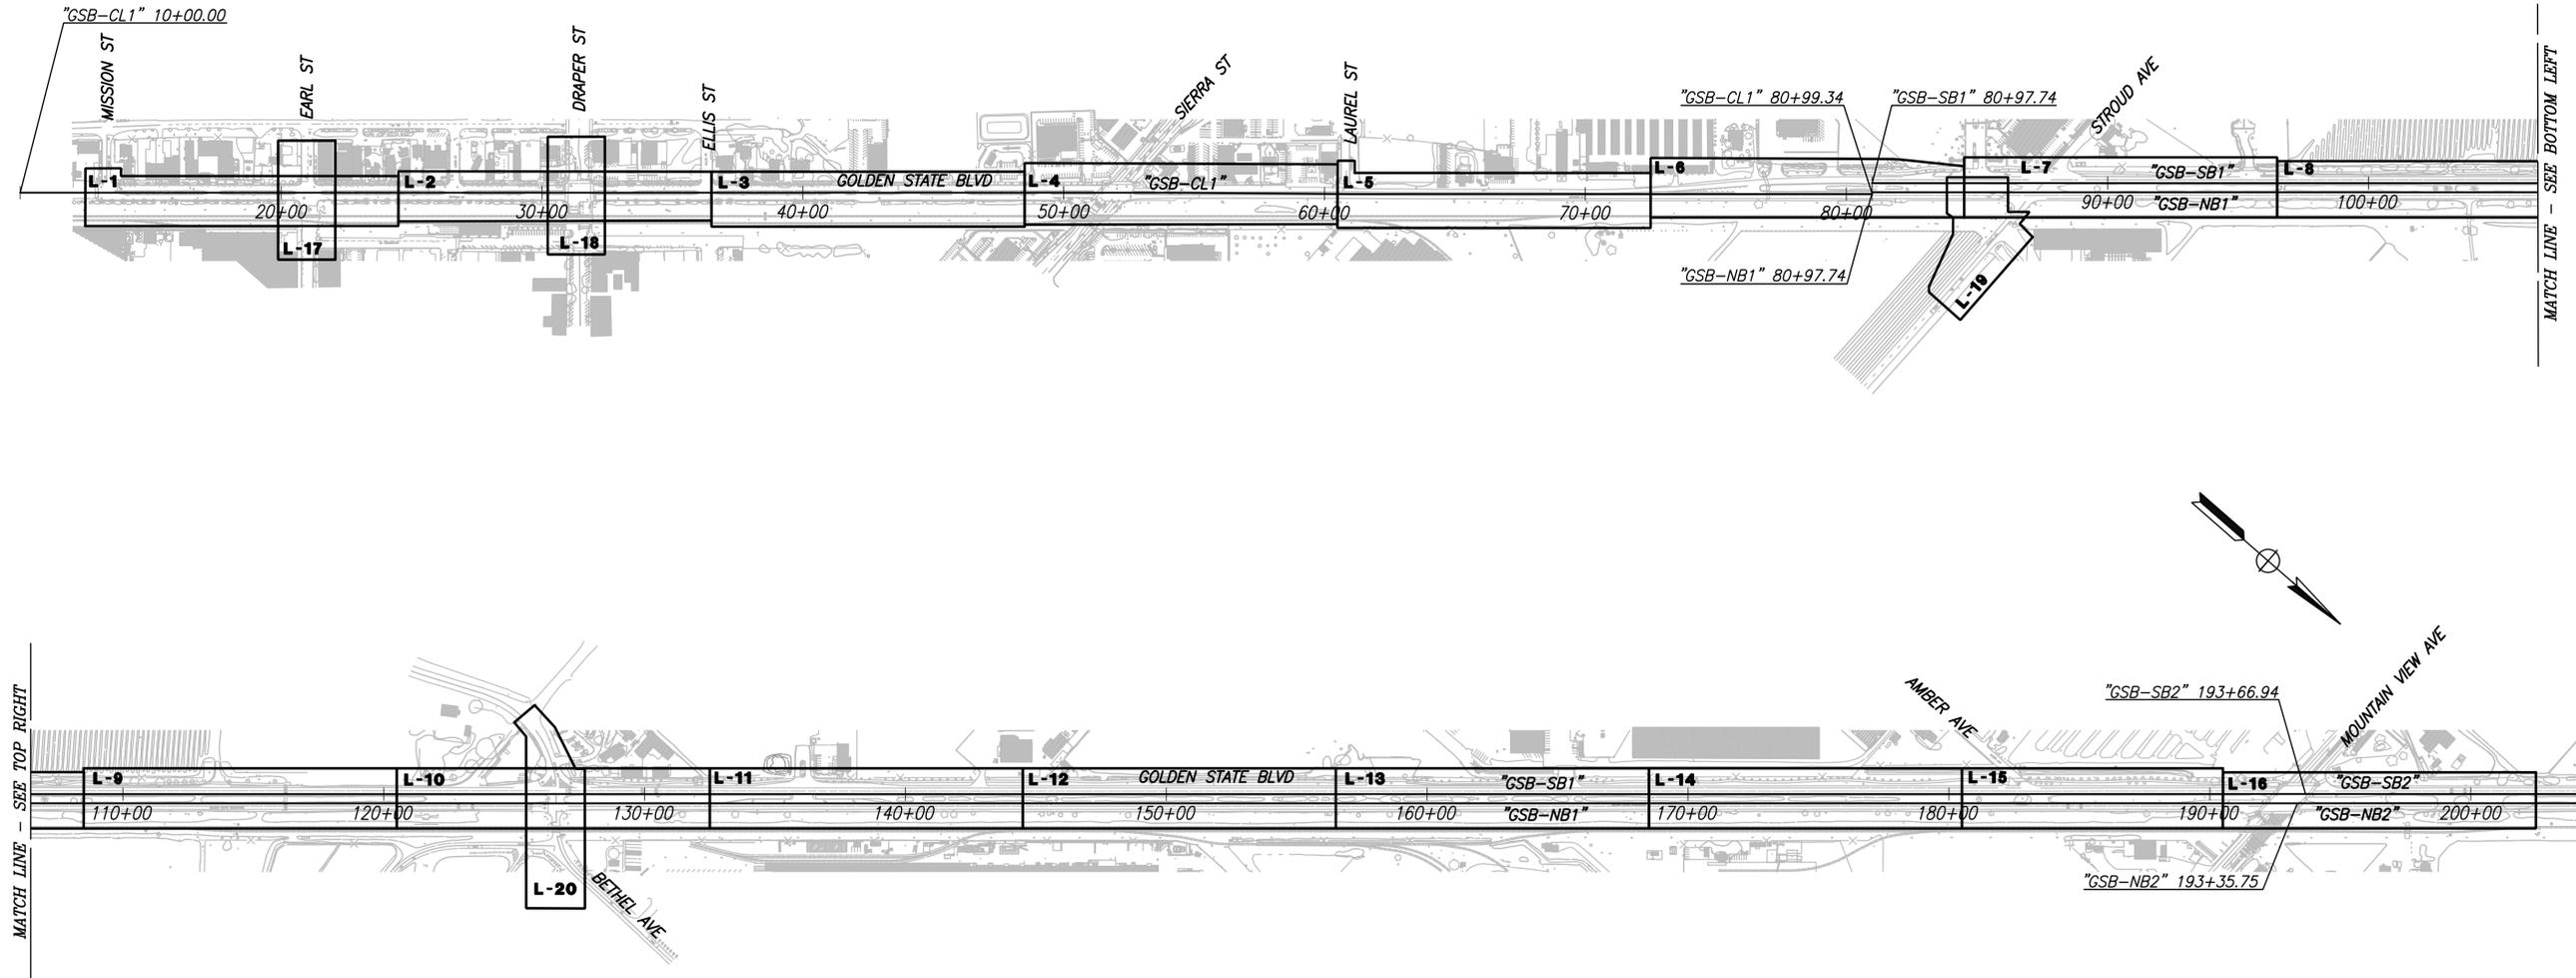 "GSB-CL1" 10+00.00
MISSION ST
EARL ST
DRAPER ST
ELLIS ST
SIERRA ST
LAUREL ST
"GSB-CL1" 80+99.34
"GSB-SB1" 80+97.74
STROUD AVE
MATCH LINE - SEE BOTTOM LEFT
L-1
L-2
L-3
GOLDEN STATE BLVD
L-4
"GSB-CL1"
L-5
L-6
L-7
"GSB-SB1"
L-8
20+00
30+00
40+00
50+00
60+00
70+00
80+00
90+00
"GSB-NB1"
100+00
L-17
L-18
"GSB-NB1" 80+97.74
L-19
MATCH LINE - SEE TOP RIGHT
AMBER AVE
"GSB-SB2" 193+66.94
MOUNTAIN VIEW AVE
L-9
L-10
L-11
L-12
GOLDEN STATE BLVD
L-13
"GSB-SB1"
L-14
L-15
L-16
"GSB-SB2"
110+00
120+00
130+00
140+00
150+00
160+00
"GSB-NB1"
170+00
180+00
190+00
"GSB-NB2"
200+00
L-20
BETHEL AVE
"GSB-NB2" 193+35.75